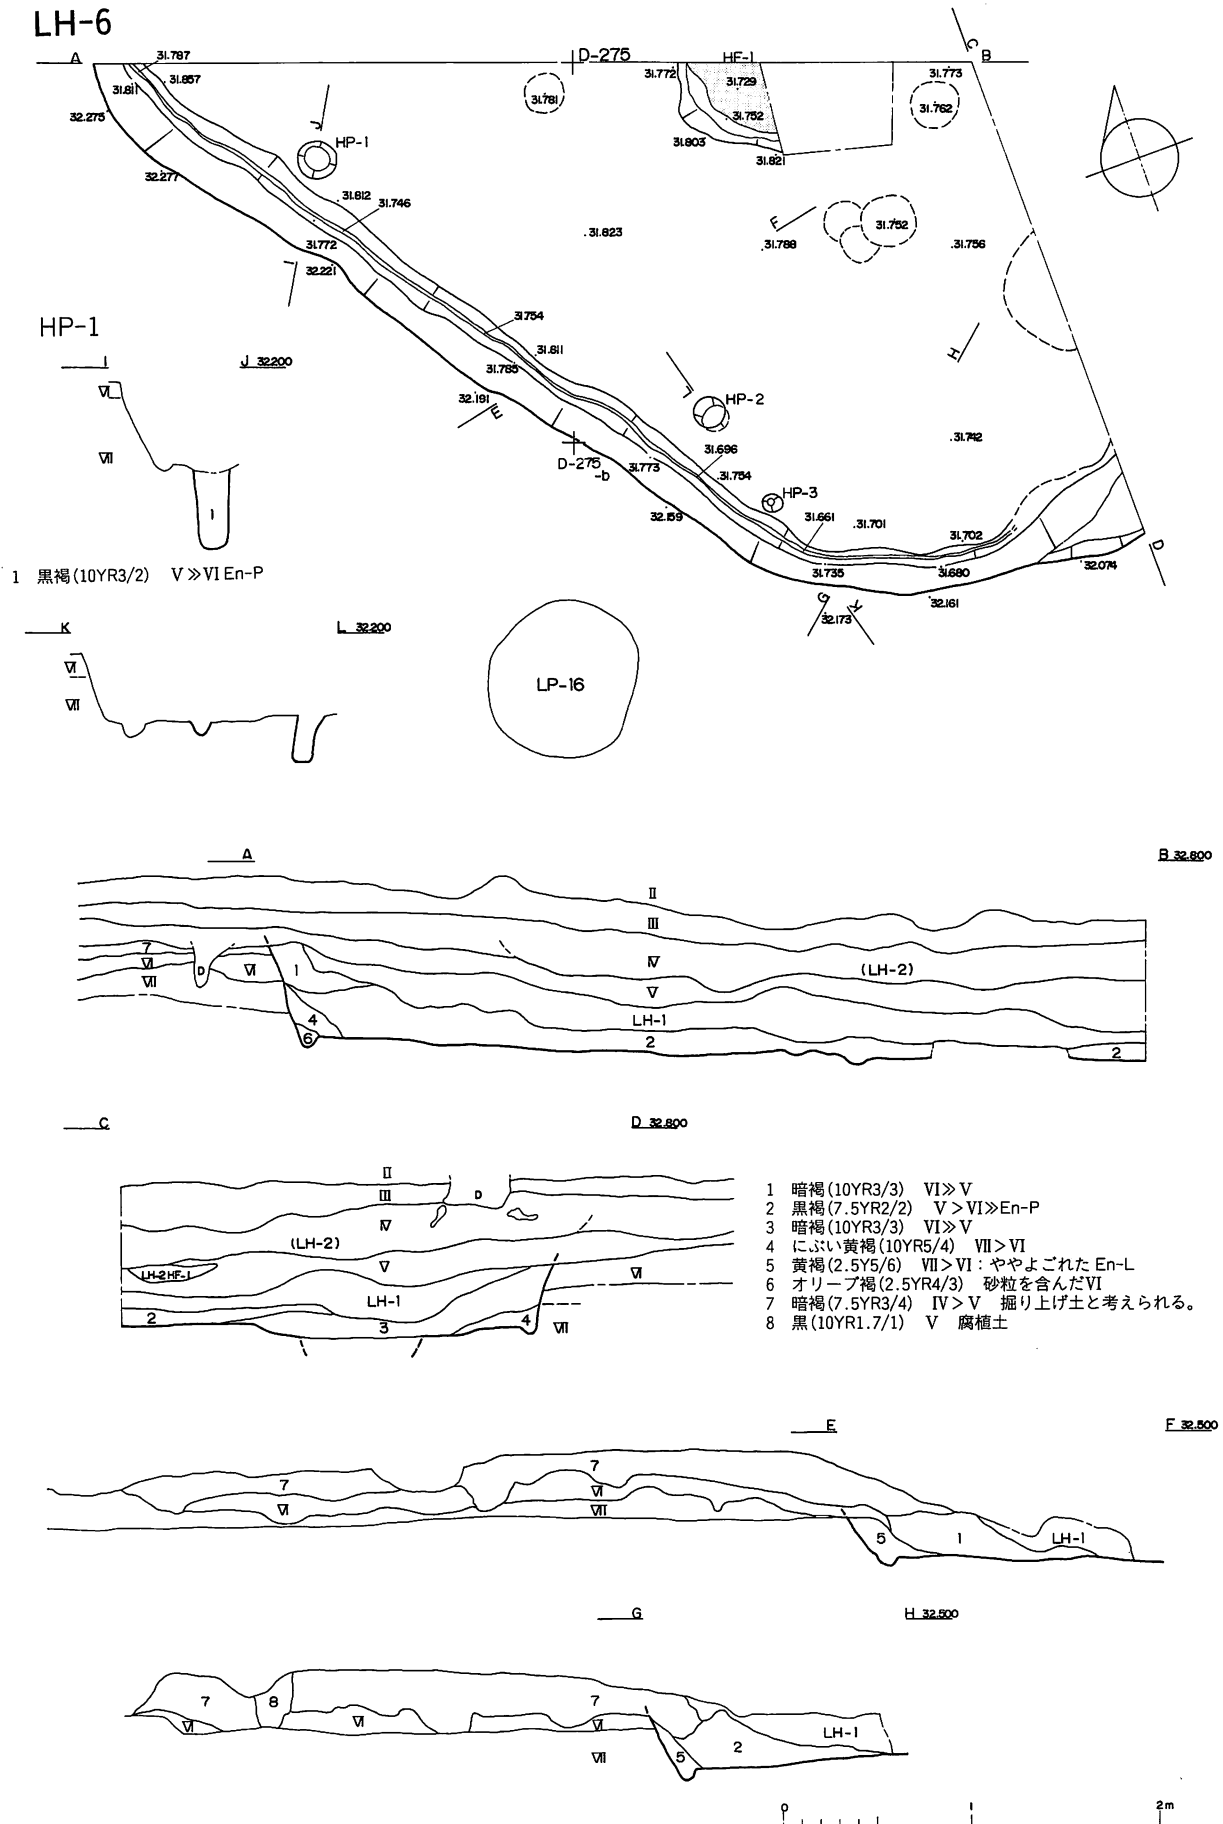 LH-6
A
31.787
31.857
31.811
32.275
D-275
31.781
HF-1
31.772
31.729
31.752
31.803
31.821
C
B
31.773
31.762
J
HP-1
32.277
31.812
31.746
31.772
32.221
I
.31.823
F
31.788
31.752
31.756
HP-1
I
J 32.200
VI
VII
1
31.754
31.811
31.785
32.191
E
H
L
HP-2
D-275
-b
31.773
31.696
31.754
32.159
31.742
HP-3
31.661
31.701
31.702
31.735
31.680
32.074
D
G
K
32.173
32.161
1 黒褐(10YR3/2) V≫VI En-P
K
L 32.200
VI
VII
LP-16
A
B 32.800
II
III
IV
(LH-2)
V
LH-1
2
2
7
VI
VII
D
VI
1
4
6
C
D 32.800
II
III
D
IV
(LH-2)
V
LH-2 HF-1
LH-1
VI
2
3
4
VII
1 暗褐(10YR3/3) VI≫V
2 黒褐(7.5YR2/2) V>VI≫En-P
3 暗褐(10YR3/3) VI≫V
4 にぶい黄褐(10YR5/4) VII>VI
5 黄褐(2.5Y5/6) VII>VI：ややよごれた En-L
6 オリーブ褐(2.5YR4/3) 砂粒を含んだVI
7 暗褐(7.5YR3/4) IV>V 掘り上げ土と考えられる。
8 黒(10YR1.7/1) V 腐植土
E
F 32.500
7
7
VI
VI
VII
5
1
LH-1
G
H 32.500
7
8
7
VI
VI
VI
LH-1
VII
5
2
0
1
2m